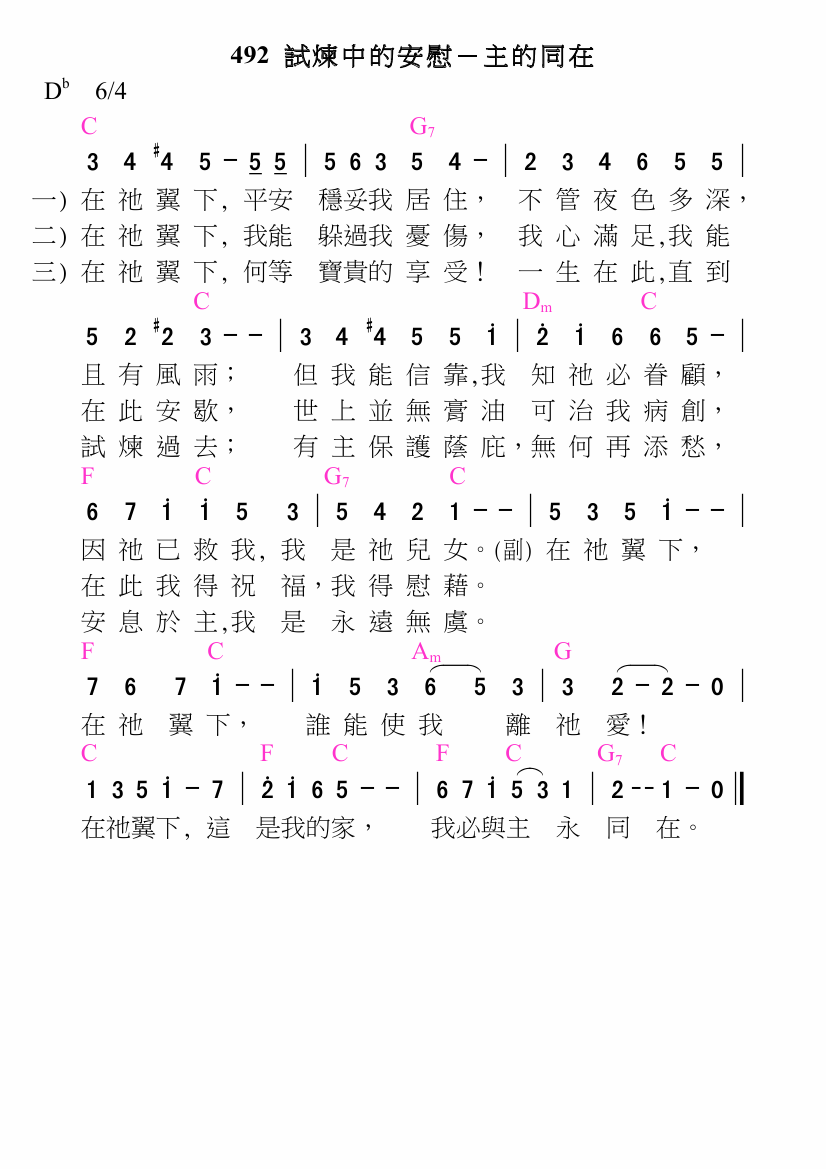 492 試煉中的安慰－主的同在
Db 6/4
C G7
3 4 #4 5 - 5 5 | 5 6 3 5 4 - | 2 3 4 6 5 5 |
一) 在祂翼下, 平安 穩妥我居住， 不管夜色多深，
二) 在祂翼下, 我能 躲過我憂傷， 我心滿足,我能
三) 在祂翼下, 何等 寶貴的享受！ 一生在此,直到
C Dm C
5 2 #2 3 - - | 3 4 #4 5 5 i | 2̇ i 6 6 5 - |
且有風雨； 但我能信靠,我 知祂必眷顧，
在此安歇， 世上並無膏油 可治我病創，
試煉過去； 有主保護蔭庇，無何再添愁，
F C G7 C
6 7 i i 5 3 | 5 4 2 1 - - | 5 3 5 i - - |
因祂已救我, 我 是祂兒女。(副) 在祂翼下，
在此我得祝 福，我得慰藉。
安息於主,我 是 永遠無虞。
F C Am G
7 6 7 i - - | i 5 3 6 5 3 | 3 2 - 2 - 0 |
在祂 翼下， 誰能使我 離 祂 愛！
C F C F C G7 C
1 3 5 i - 7 | 2̇ i 6 5 - - | 6 7 i 5 3 1 | 2 - - 1 - 0 ‖
在祂翼下, 這 是我的家， 我必與主 永 同 在。